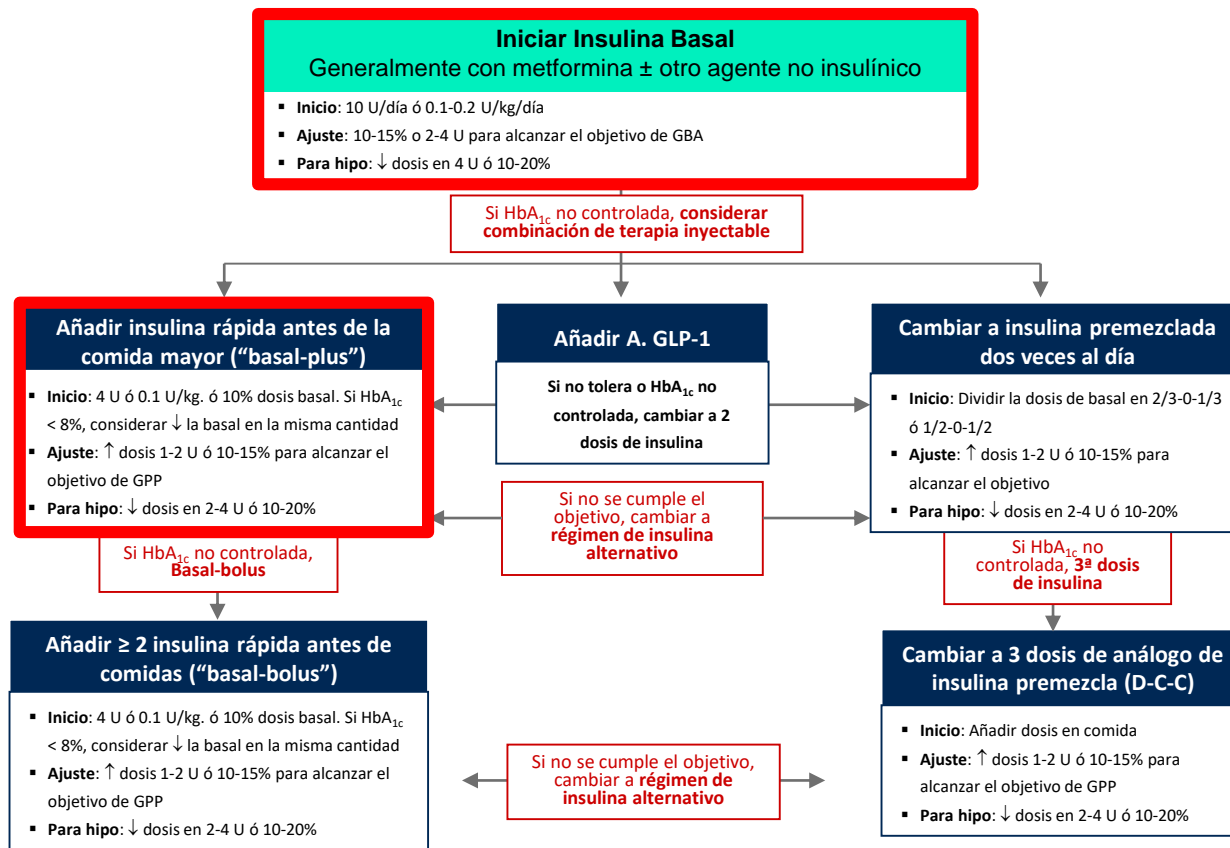 Iniciar Insulina Basal
Generalmente con metformina ± otro agente no insulínico
▪ Inicio: 10 U/día ó 0.1-0.2 U/kg/día
▪ Ajuste: 10-15% o 2-4 U para alcanzar el objetivo de GBA
▪ Para hipo: ↓ dosis en 4 U ó 10-20%
Si HbA1c no controlada, considerar
combinación de terapia inyectable
Añadir insulina rápida antes de la
comida mayor (“basal-plus”)
▪ Inicio: 4 U ó 0.1 U/kg. ó 10% dosis basal. Si HbA1c
< 8%, considerar ↓ la basal en la misma cantidad
▪ Ajuste: ↑ dosis 1-2 U ó 10-15% para alcanzar el
objetivo de GPP
▪ Para hipo: ↓ dosis en 2-4 U ó 10-20%
Añadir A. GLP-1
Si no tolera o HbA1c no
controlada, cambiar a 2
dosis de insulina
Cambiar a insulina premezclada
dos veces al día
▪ Inicio: Dividir la dosis de basal en 2/3-0-1/3
ó 1/2-0-1/2
▪ Ajuste: ↑ dosis 1-2 U ó 10-15% para
alcanzar el objetivo
▪ Para hipo: ↓ dosis en 2-4 U ó 10-20%
Si no se cumple el
objetivo, cambiar a
régimen de insulina
alternativo
Si HbA1c no controlada,
Basal-bolus
Si HbA1c no
controlada, 3ª dosis
de insulina
Añadir ≥ 2 insulina rápida antes de
comidas (“basal-bolus”)
▪ Inicio: 4 U ó 0.1 U/kg. ó 10% dosis basal. Si HbA1c
< 8%, considerar ↓ la basal en la misma cantidad
▪ Ajuste: ↑ dosis 1-2 U ó 10-15% para alcanzar el
objetivo de GPP
▪ Para hipo: ↓ dosis en 2-4 U ó 10-20%
Si no se cumple el objetivo,
cambiar a régimen de
insulina alternativo
Cambiar a 3 dosis de análogo de
insulina premezcla (D-C-C)
▪ Inicio: Añadir dosis en comida
▪ Ajuste: ↑ dosis 1-2 U ó 10-15% para
alcanzar el objetivo de GPP
▪ Para hipo: ↓ dosis en 2-4 U ó 10-20%